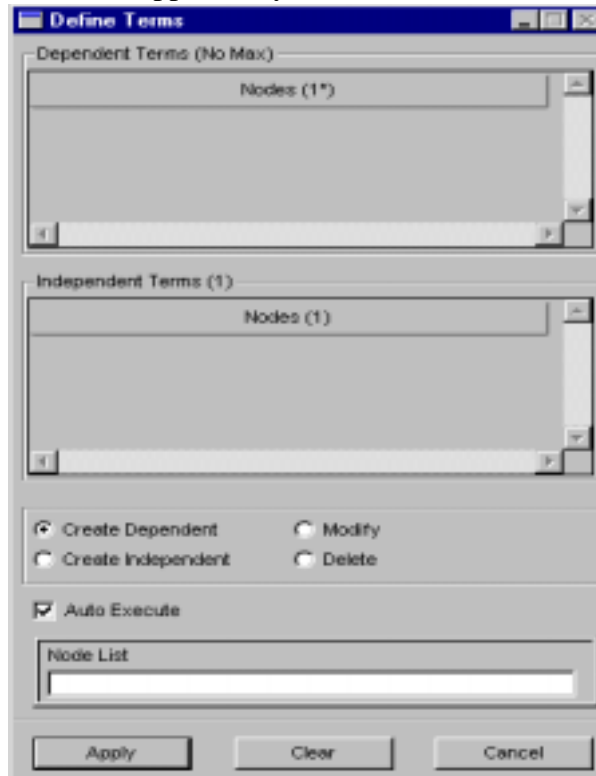 Define Terms
Dependent Terms (No Max)
Nodes (1*)
Independent Terms (1)
Nodes (1)
Create Dependent Modify
Create Independent Delete
Auto Execute
Node List
Apply Clear Cancel